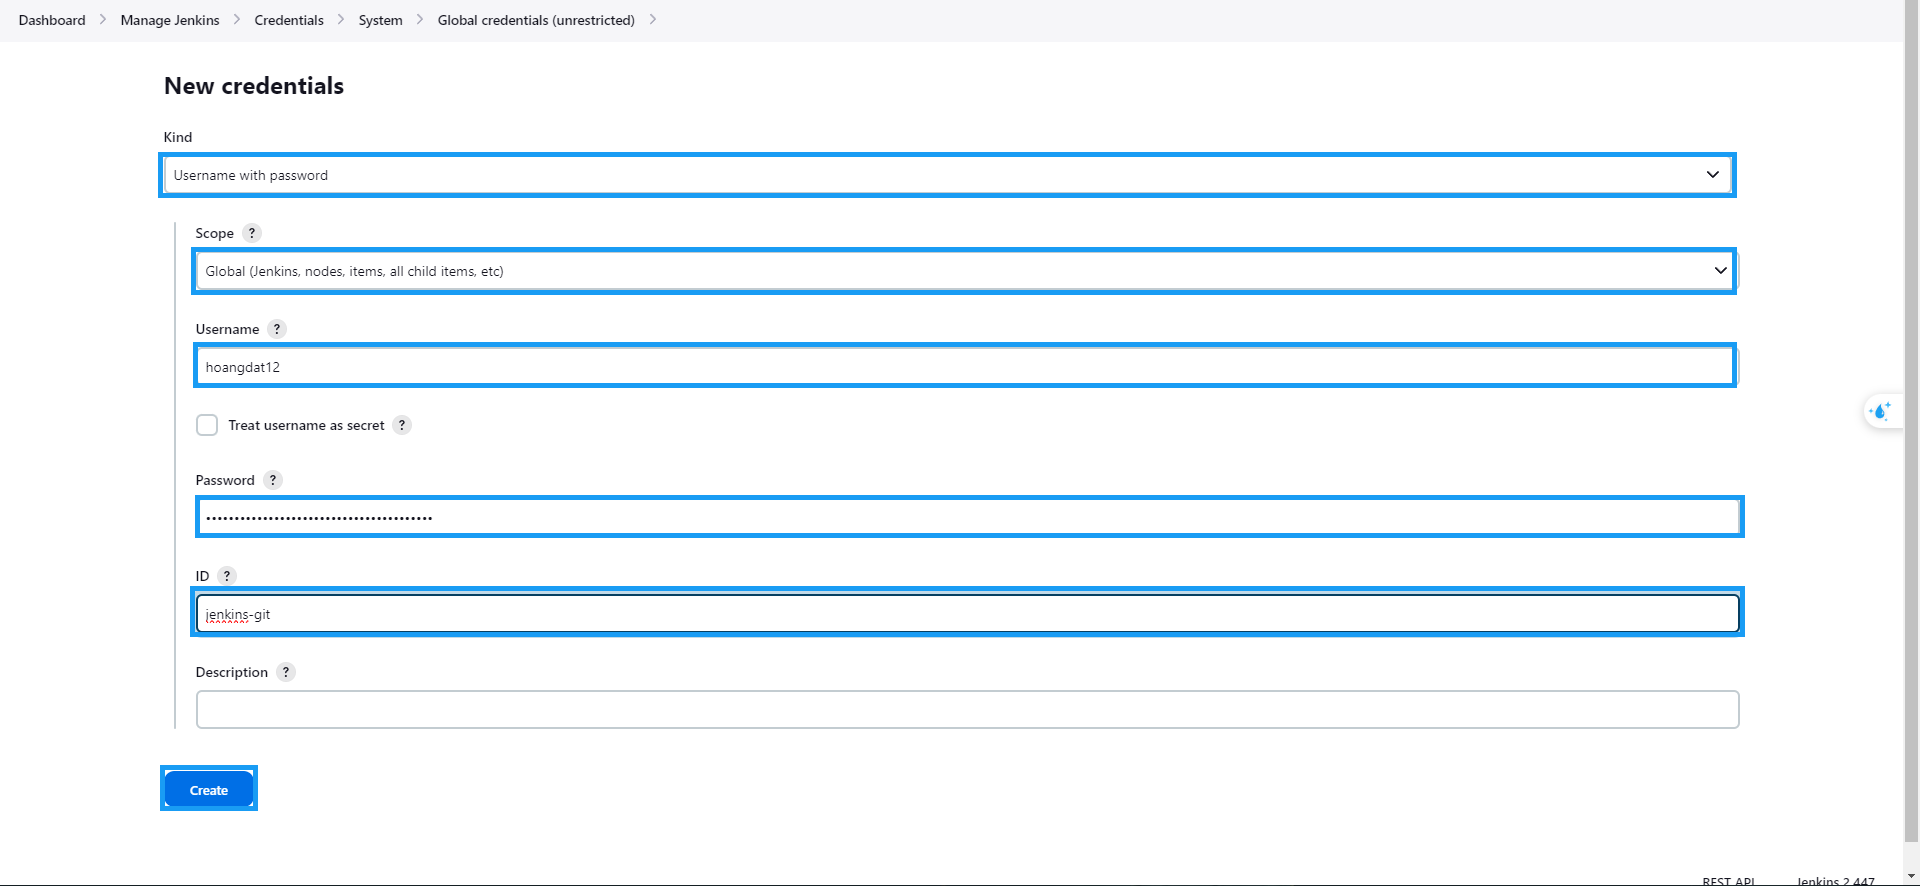 Dashboard > Manage Jenkins > Credentials > System > Global credentials (unrestricted) >
New credentials
Kind
Username with password
Scope ?
Global (Jenkins, nodes, items, all child items, etc)
Username ?
hoangdat12
Treat username as secret ?
Password ?
••••••••••••••••••••••••••••••••••••••••
ID ?
jenkins-git
Description ?
Create
REST API Jenkins 2.447